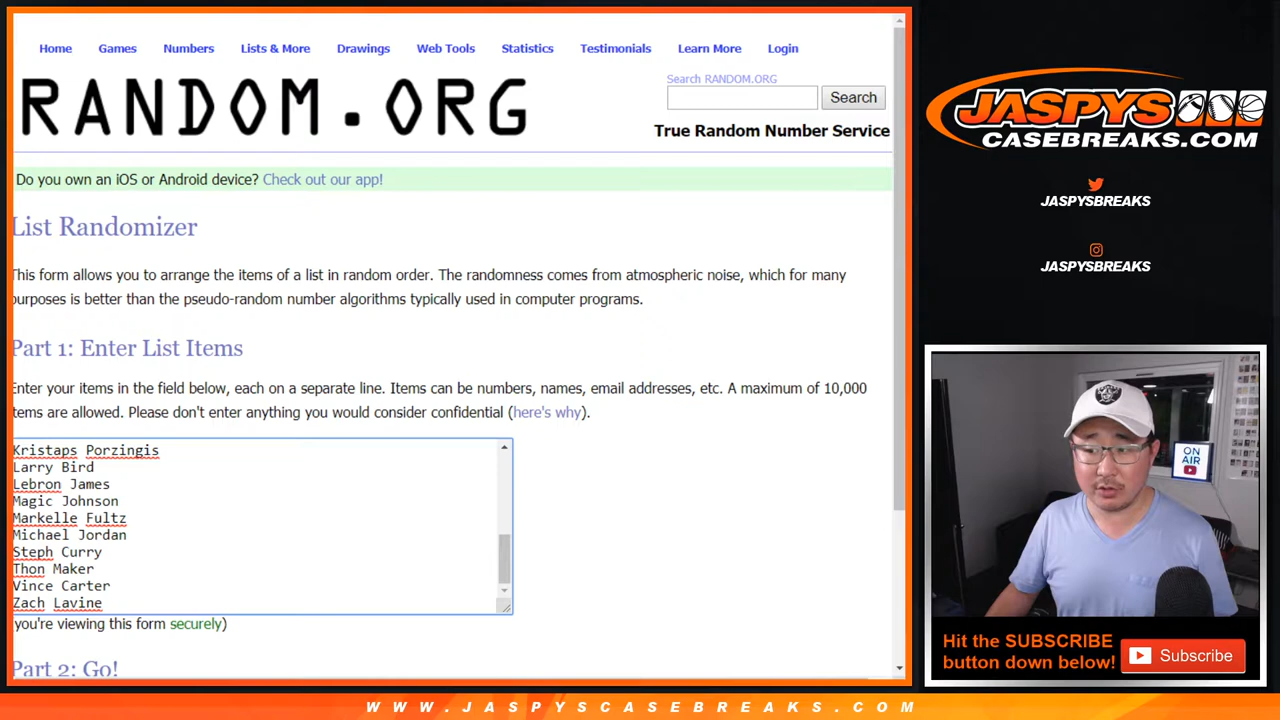 Home Games Numbers Lists & More Drawings Web Tools Statistics Testimonials Learn More Login
RANDOM.ORG
Search RANDOM.ORG
Search
True Random Number Service
Do you own an iOS or Android device? Check out our app!
List Randomizer
This form allows you to arrange the items of a list in random order. The randomness comes from atmospheric noise, which for many
purposes is better than the pseudo-random number algorithms typically used in computer programs.
Part 1: Enter List Items
Enter your items in the field below, each on a separate line. Items can be numbers, names, email addresses, etc. A maximum of 10,000
items are allowed. Please don't enter anything you would consider confidential (here's why).
Kristaps Porzingis
Larry Bird
Lebron James
Magic Johnson
Markelle Fultz
Michael Jordan
Steph Curry
Thon Maker
Vince Carter
Zach Lavine
you're viewing this form securely)
Part 2: Go!
JASPYS
CASEBREAKS.COM
JASPYSBREAKS
JASPYSBREAKS
ON
AIR
Hit the SUBSCRIBE
button down below!
Subscribe
WWW.JASPYSCASEBREAKS.COM